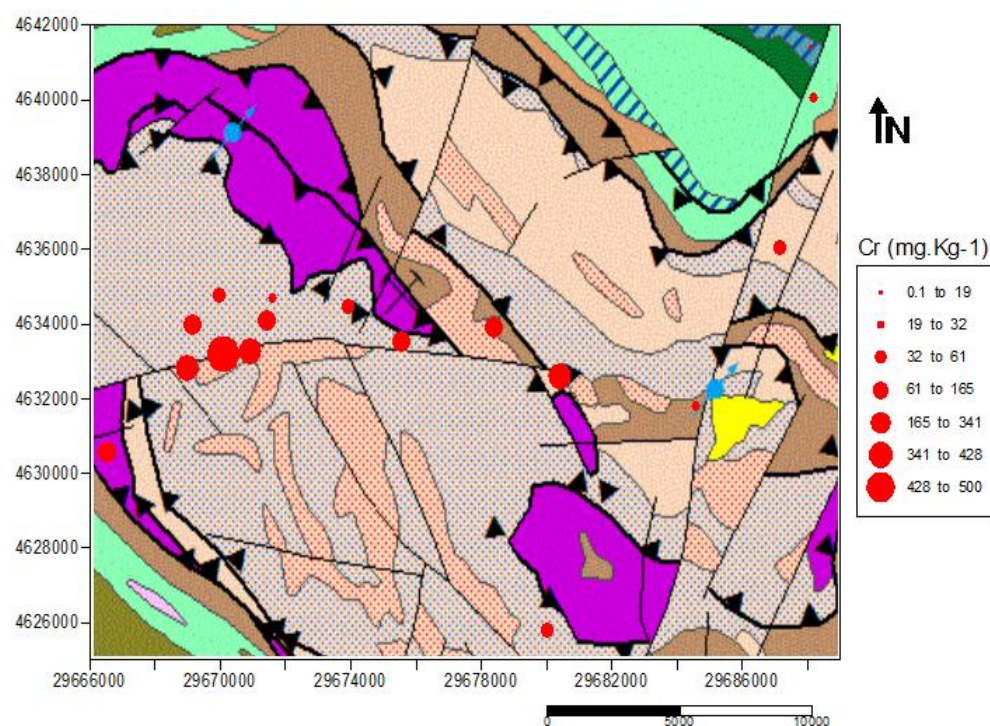 4642000
4640000
4638000
4636000
4634000
4632000
4630000
4628000
4626000
29666000 29670000 29674000 29678000 29682000 29686000
N
Cr (mg.Kg-1)
0.1 to 19
19 to 32
32 to 61
61 to 165
165 to 341
341 to 428
428 to 500
0 5000 10000